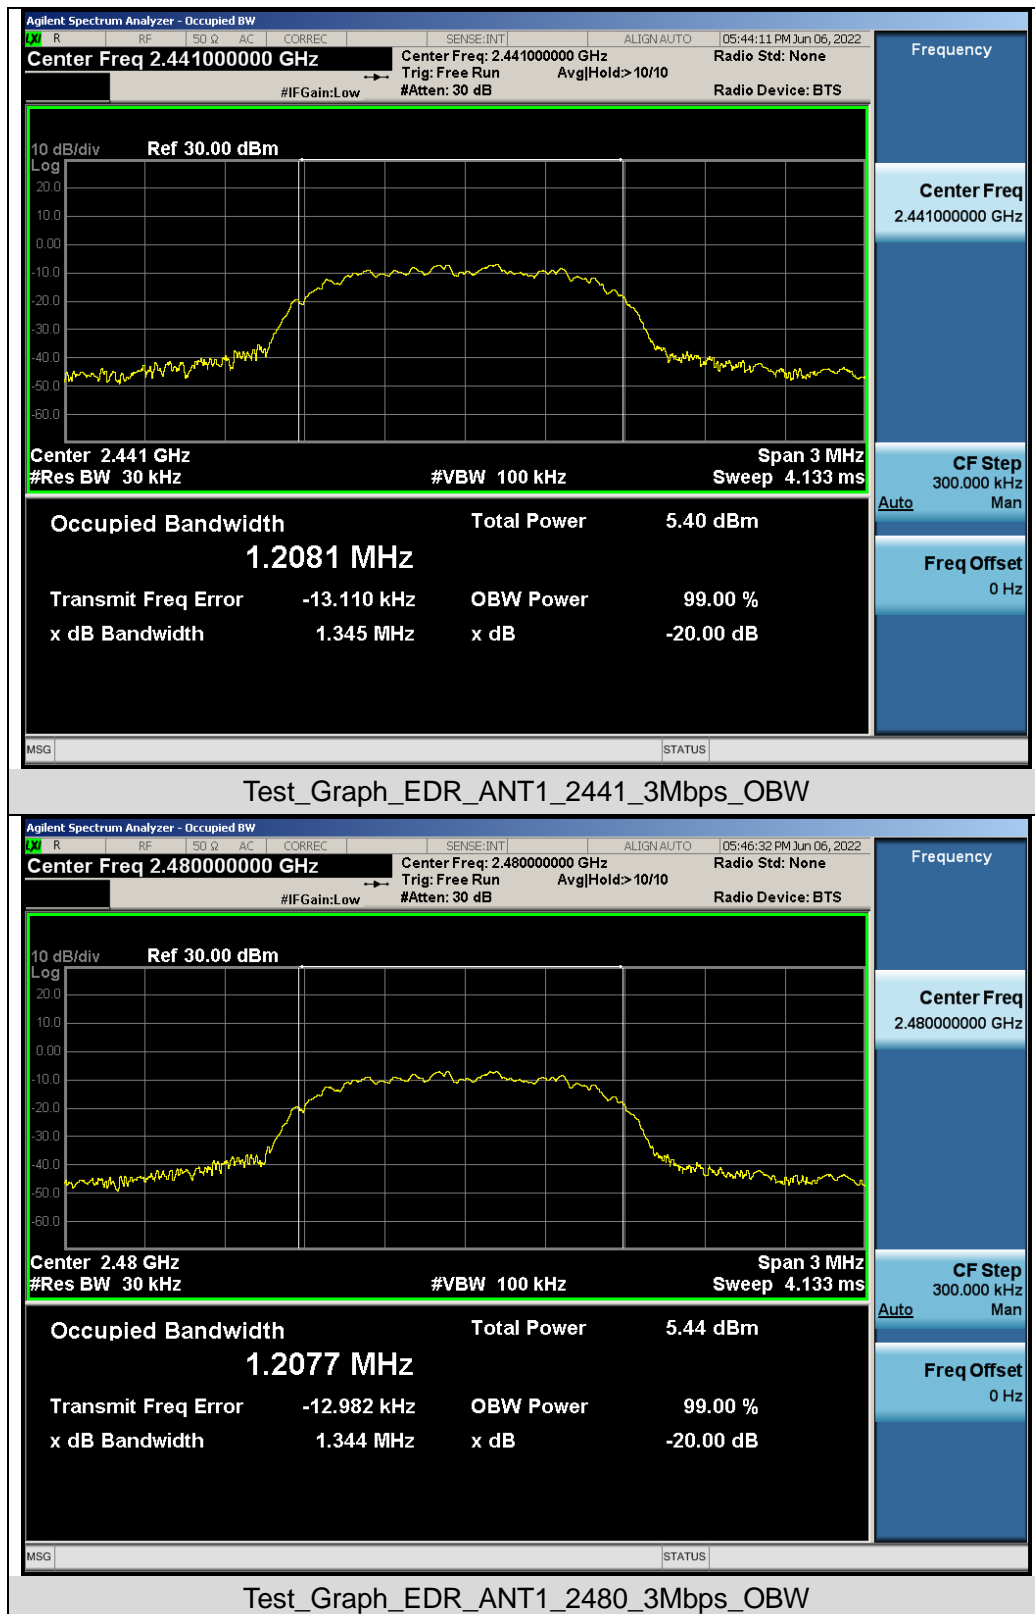 Agilent Spectrum Analyzer - Occupied BW
LXI R RF 50 Ω AC CORREC SENSE:INT ALIGN AUTO 05:44:11 PM Jun 06, 2022
Center Freq 2.441000000 GHz Center Freq: 2.441000000 GHz Radio Std: None Frequency
Trig: Free Run Avg|Hold:> 10/10
#IFGain:Low #Atten: 30 dB Radio Device: BTS
10 dB/div Ref 30.00 dBm
Log
20.0
10.0
0.00
-10.0
-20.0
-30.0
-40.0
-50.0
-60.0
Center Freq
2.441000000 GHz
Center 2.441 GHz Span 3 MHz
#Res BW 30 kHz #VBW 100 kHz Sweep 4.133 ms
CF Step
300.000 kHz
Auto Man
Occupied Bandwidth Total Power 5.40 dBm
1.2081 MHz
Freq Offset
0 Hz
Transmit Freq Error -13.110 kHz OBW Power 99.00 %
x dB Bandwidth 1.345 MHz x dB -20.00 dB
MSG STATUS
Test_Graph_EDR_ANT1_2441_3Mbps_OBW
Agilent Spectrum Analyzer - Occupied BW
LXI R RF 50 Ω AC CORREC SENSE:INT ALIGN AUTO 05:46:32 PM Jun 06, 2022
Center Freq 2.480000000 GHz Center Freq: 2.480000000 GHz Radio Std: None Frequency
Trig: Free Run Avg|Hold:> 10/10
#IFGain:Low #Atten: 30 dB Radio Device: BTS
10 dB/div Ref 30.00 dBm
Log
20.0
10.0
0.00
-10.0
-20.0
-30.0
-40.0
-50.0
-60.0
Center Freq
2.480000000 GHz
Center 2.48 GHz Span 3 MHz
#Res BW 30 kHz #VBW 100 kHz Sweep 4.133 ms
CF Step
300.000 kHz
Auto Man
Occupied Bandwidth Total Power 5.44 dBm
1.2077 MHz
Freq Offset
0 Hz
Transmit Freq Error -12.982 kHz OBW Power 99.00 %
x dB Bandwidth 1.344 MHz x dB -20.00 dB
MSG STATUS
Test_Graph_EDR_ANT1_2480_3Mbps_OBW